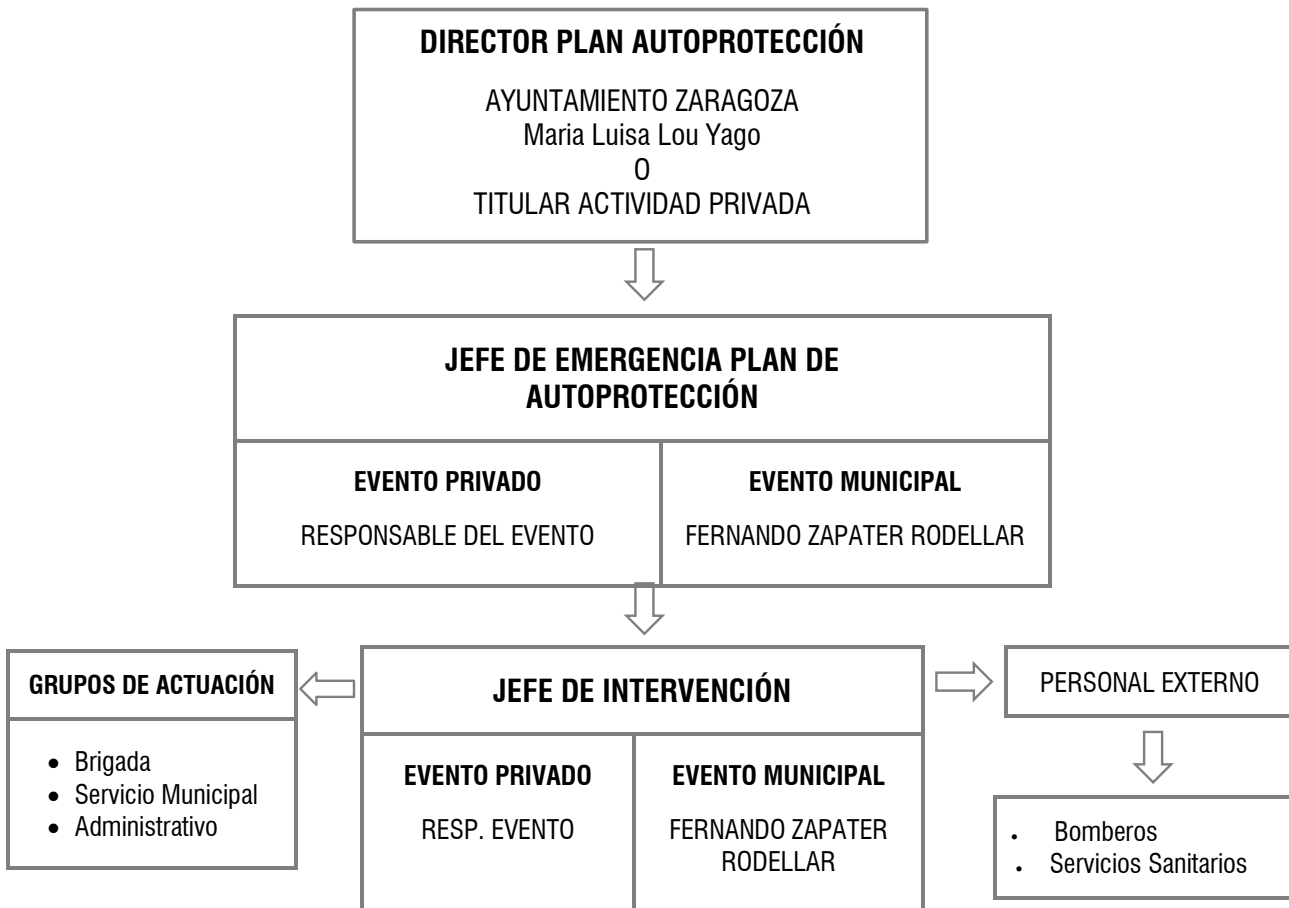 DIRECTOR PLAN AUTOPROTECCIÓN
AYUNTAMIENTO ZARAGOZA
Maria Luisa Lou Yago
O
TITULAR ACTIVIDAD PRIVADA
JEFE DE EMERGENCIA PLAN DE
AUTOPROTECCIÓN
EVENTO PRIVADO
RESPONSABLE DEL EVENTO
EVENTO MUNICIPAL
FERNANDO ZAPATER RODELLAR
GRUPOS DE ACTUACIÓN
• Brigada
• Servicio Municipal
• Administrativo
JEFE DE INTERVENCIÓN
EVENTO PRIVADO
RESP. EVENTO
EVENTO MUNICIPAL
FERNANDO ZAPATER
RODELLAR
PERSONAL EXTERNO
• Bomberos
• Servicios Sanitarios